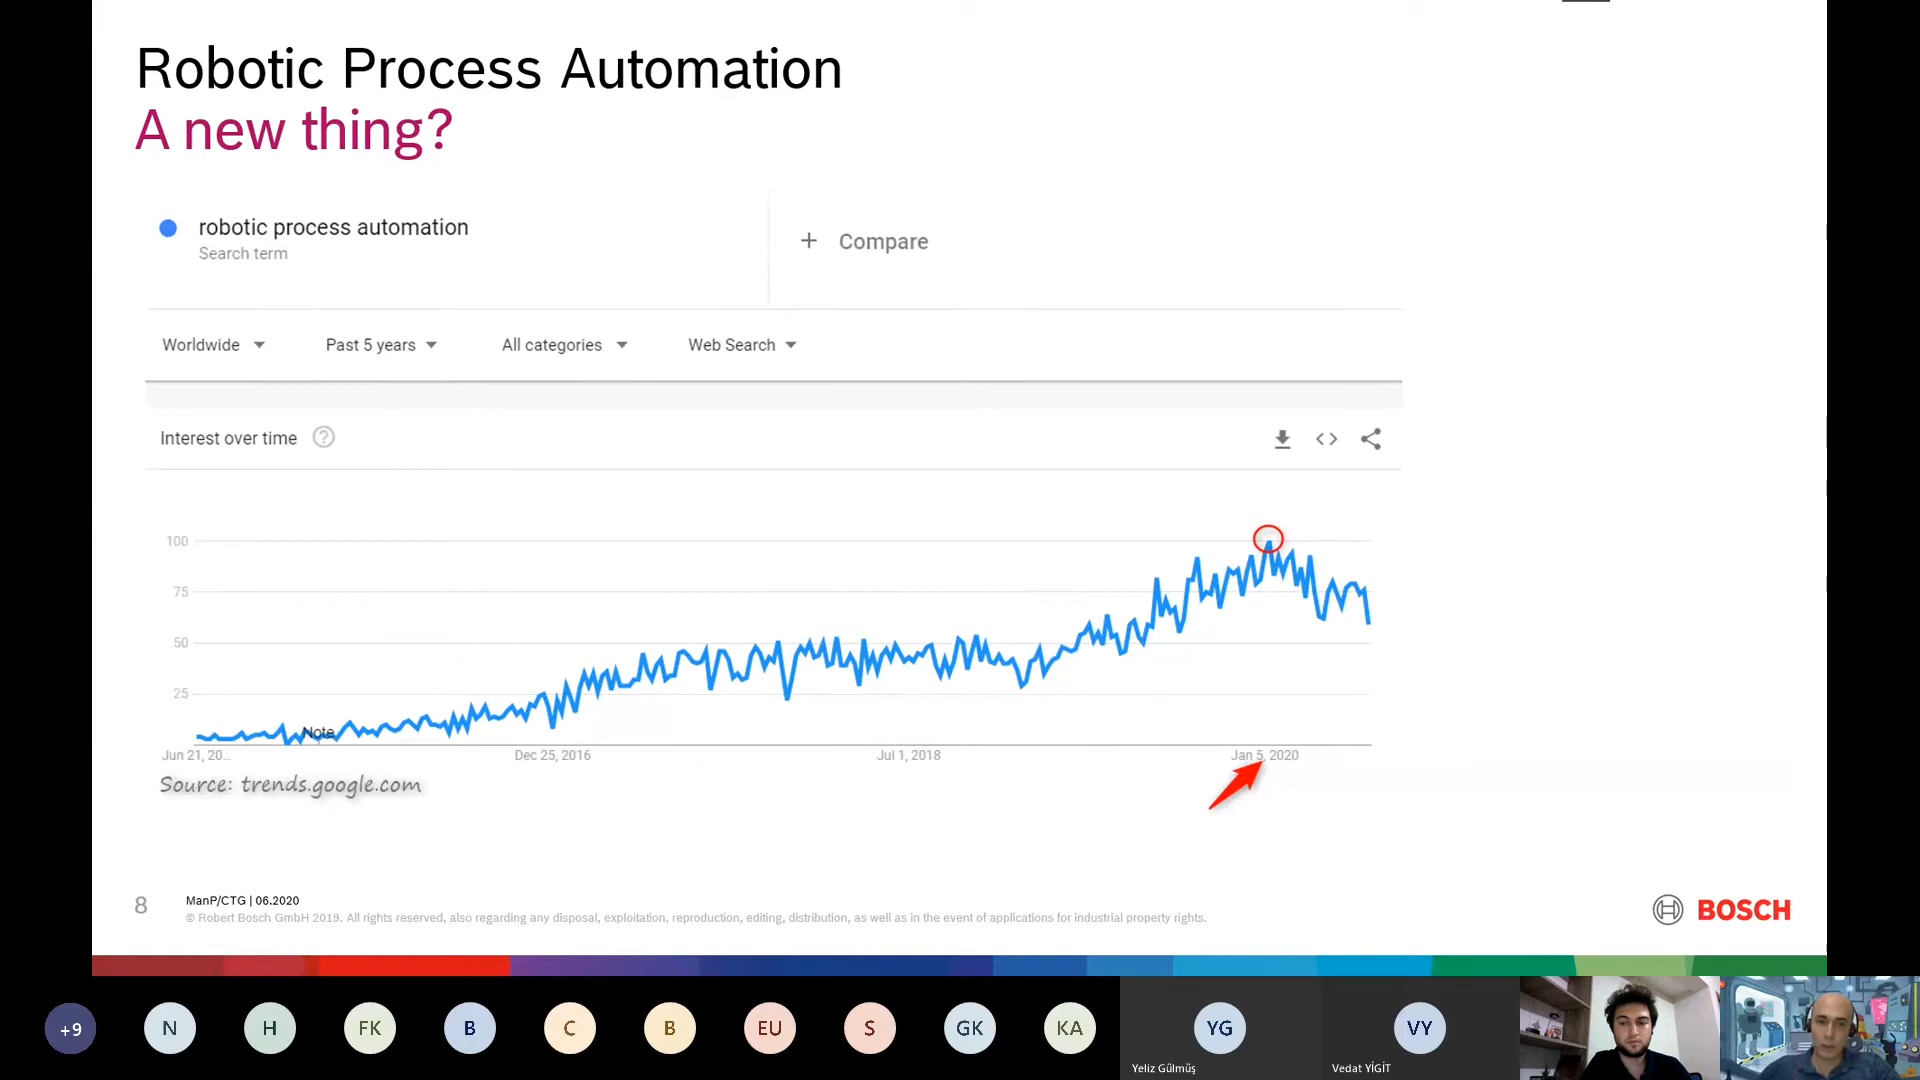 Robotic Process Automation
A new thing?
robotic process automation
Search term
+ Compare
Worldwide
Past 5 years
All categories
Web Search
Interest over time ?
100
75
50
25
Note
Jun 21, 20...
Dec 25, 2016
Jul 1, 2018
Jan 5, 2020
Source: trends.google.com
8
ManP/CTG | 06.2020
© Robert Bosch GmbH 2019. All rights reserved, also regarding any disposal, exploitation, reproduction, editing, distribution, as well as in the event of applications for industrial property rights.
BOSCH
+9
N
H
FK
B
C
B
EU
S
GK
KA
YG
Yeliz Gülmüş
VY
Vedat YİGİT